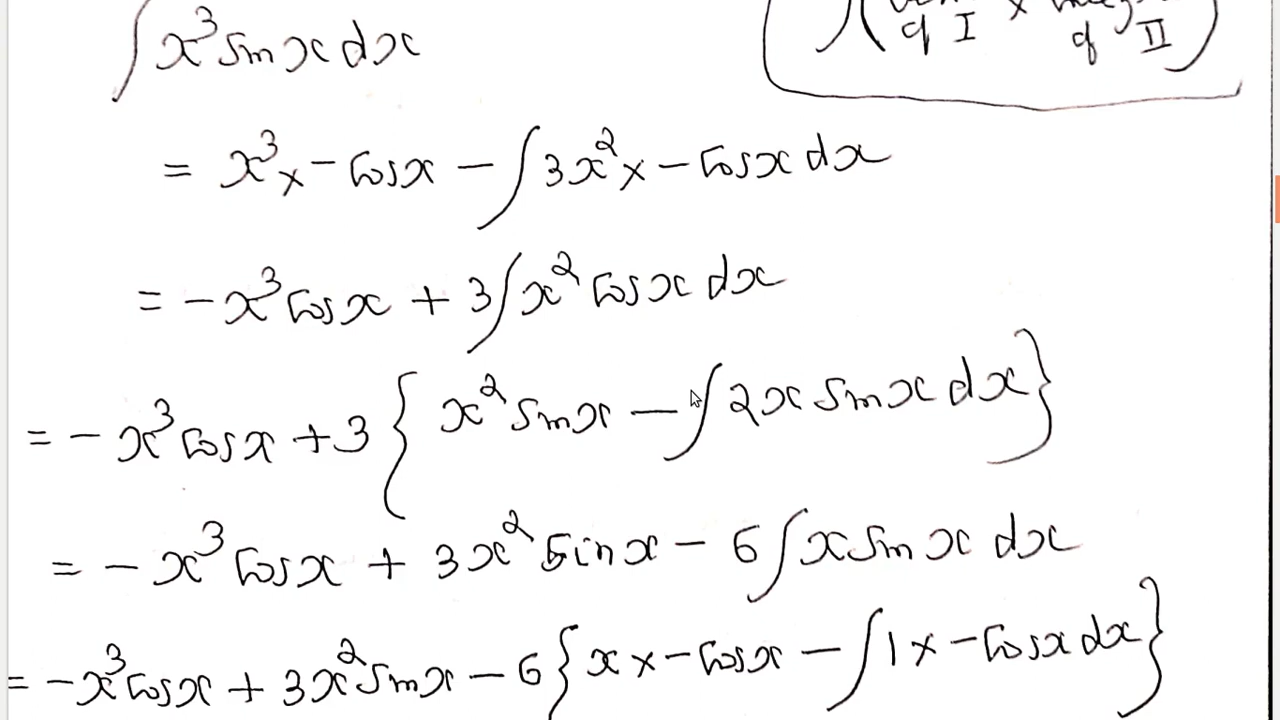 ∫ x³ sin x dx
∫( of I × of II )
= x³ × - cos x - ∫ 3x² × - cos x dx
= - x³ cos x + 3 ∫ x² cos x dx
= - x³ cos x + 3 { x² sin x - ∫ 2x sin x dx }
= - x³ cos x + 3x² sin x - 6 ∫ x sin x dx
= - x³ cos x + 3x² sin x - 6 { x × - cos x - ∫ 1 × - cos x dx }